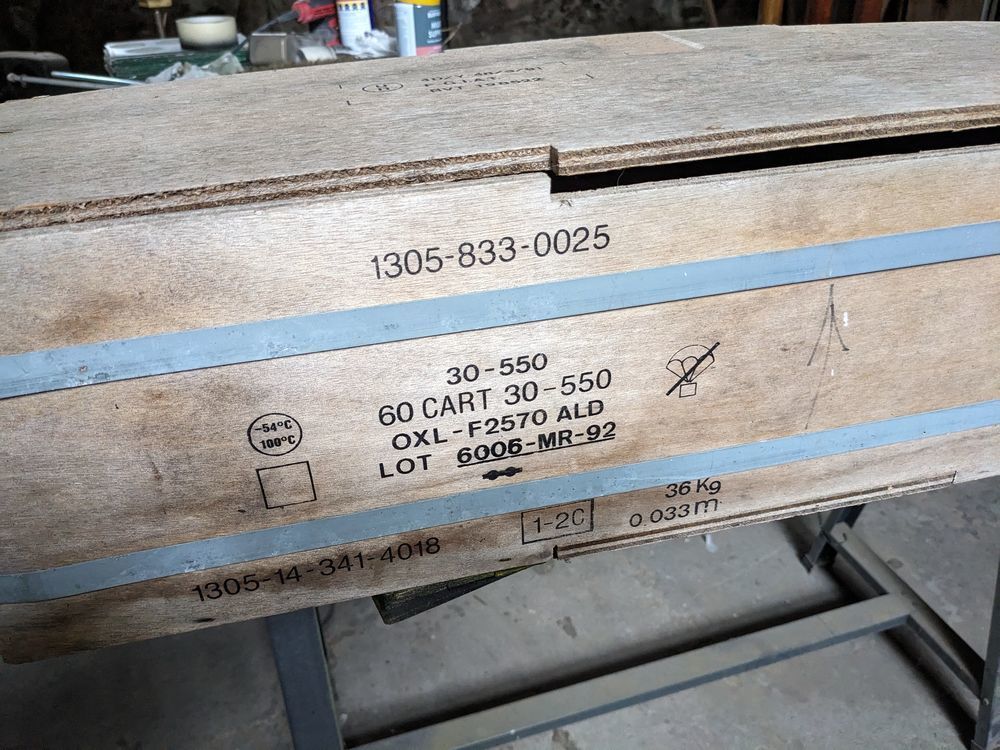 1305-833-0025
30-550
60 CART 30-550
OXL-F2570 ALD
LOT 6006-MR-92
-54°C
100°C
1-2C
36 Kg
0.033 m
1305-14-341-4018